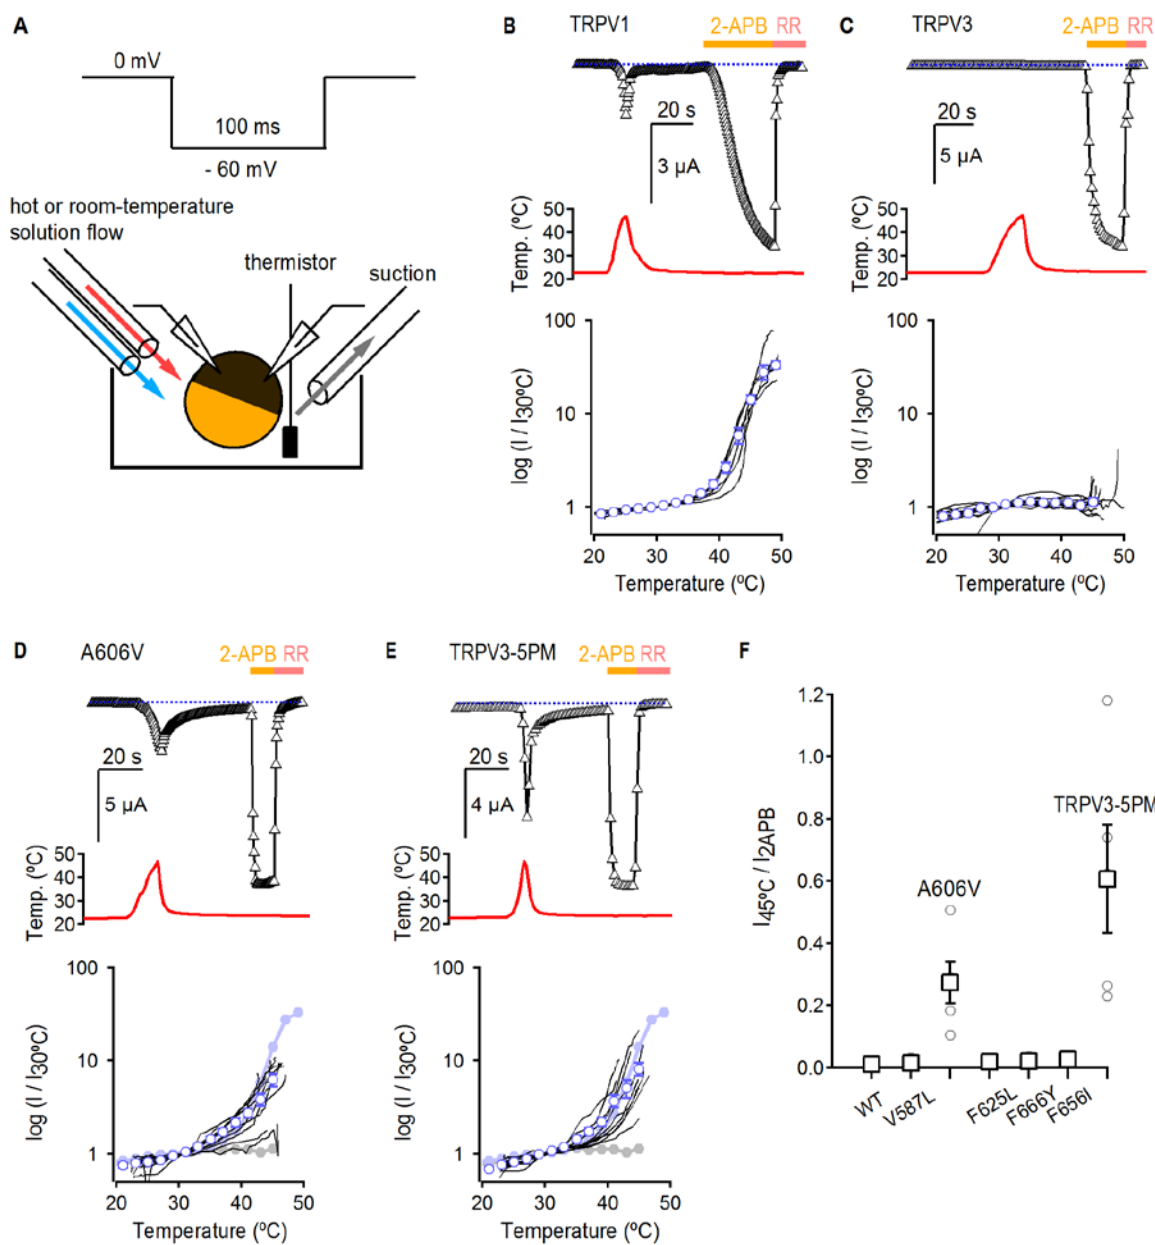 A
0 mV
100 ms
- 60 mV
hot or room-temperature
solution flow
thermistor
suction
B
TRPV1
2-APB RR
20 s
3 µA
Temp. (ºC)
50
40
30
20
log (I / I30ºC)
100
10
1
20 30 40 50
Temperature (ºC)
C
TRPV3
2-APB RR
20 s
5 µA
Temp. (ºC)
50
40
30
20
log (I / I30ºC)
100
10
1
20 30 40 50
Temperature (ºC)
D
A606V
2-APB RR
20 s
5 µA
Temp. (ºC)
50
40
30
20
log (I / I30ºC)
100
10
1
20 30 40 50
Temperature (ºC)
E
TRPV3-5PM
2-APB RR
20 s
4 µA
Temp. (ºC)
50
40
30
20
log (I / I30ºC)
100
10
1
20 30 40 50
Temperature (ºC)
F
I45ºC / I2APB
1.2
1.0
0.8
0.6
0.4
0.2
0.0
TRPV3-5PM
A606V
WT
V587L
F625L
F666Y
F656I